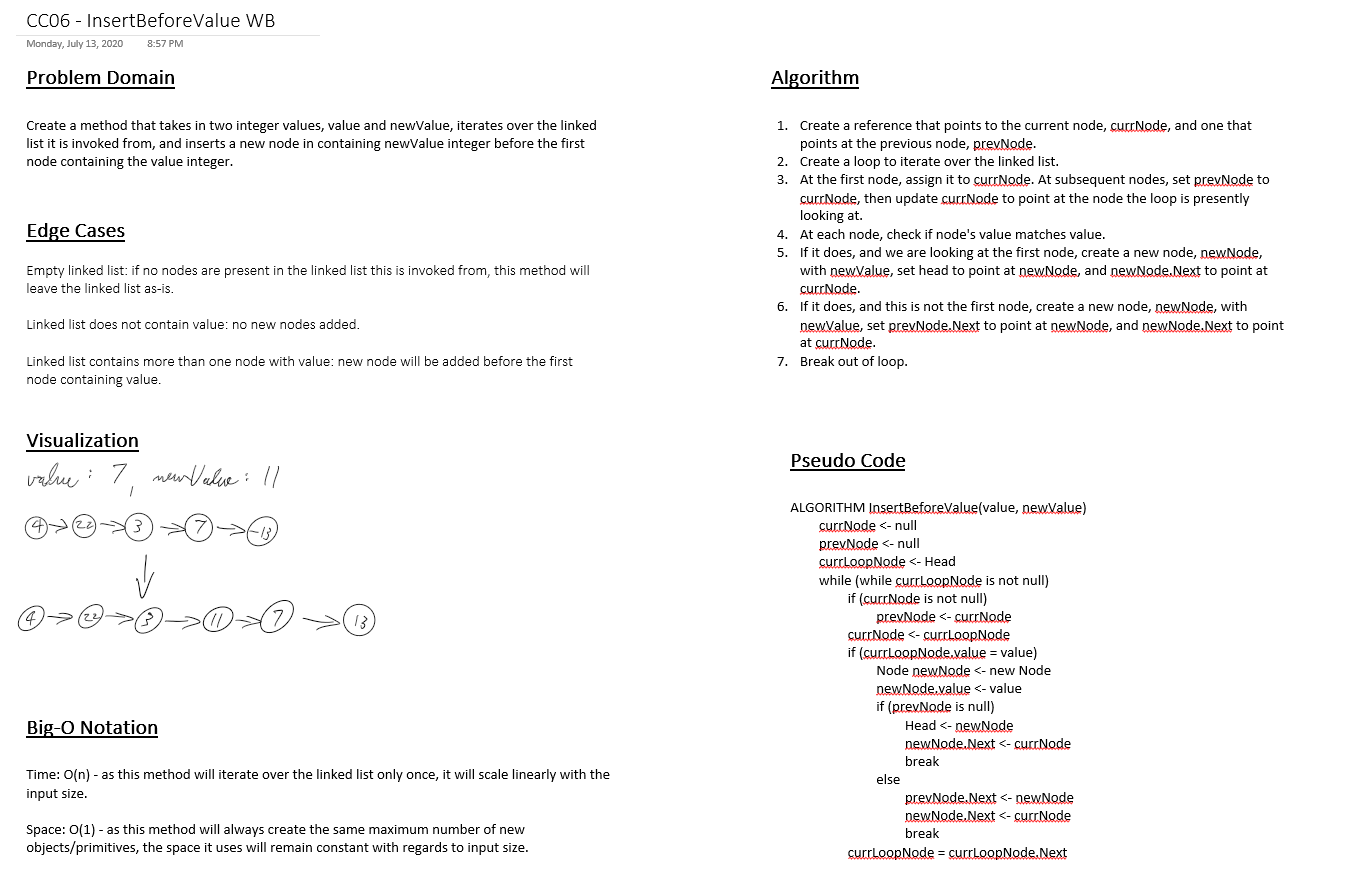 CC06 - InsertBeforeValue WB
Monday, July 13, 2020 8:57 PM
Problem Domain
Create a method that takes in two integer values, value and newValue, iterates over the linked
list it is invoked from, and inserts a new node in containing newValue integer before the first
node containing the value integer.
Edge Cases
Empty linked list: if no nodes are present in the linked list this is invoked from, this method will
leave the linked list as-is.
Linked list does not contain value: no new nodes added.
Linked list contains more than one node with value: new node will be added before the first
node containing value.
Visualization
value: 7, newValue: 11
4 → 22 → 3 → 7 → 13
4 → 22 → 3 → 11 → 7 → 13
Big-O Notation
Time: O(n) - as this method will iterate over the linked list only once, it will scale linearly with the
input size.
Space: O(1) - as this method will always create the same maximum number of new
objects/primitives, the space it uses will remain constant with regards to input size.
Algorithm
1. Create a reference that points to the current node, currNode, and one that
points at the previous node, prevNode.
2. Create a loop to iterate over the linked list.
3. At the first node, assign it to currNode. At subsequent nodes, set prevNode to
currNode, then update currNode to point at the node the loop is presently
looking at.
4. At each node, check if node's value matches value.
5. If it does, and we are looking at the first node, create a new node, newNode,
with newValue, set head to point at newNode, and newNode.Next to point at
currNode.
6. If it does, and this is not the first node, create a new node, newNode, with
newValue, set prevNode.Next to point at newNode, and newNode.Next to point
at currNode.
7. Break out of loop.
Pseudo Code
ALGORITHM InsertBeforeValue(value, newValue)
currNode <- null
prevNode <- null
currLoopNode <- Head
while (while currLoopNode is not null)
if (currNode is not null)
prevNode <- currNode
currNode <- currLoopNode
if (currLoopNode.value = value)
Node newNode <- new Node
newNode.value <- value
if (prevNode is null)
Head <- newNode
newNode.Next <- currNode
break
else
prevNode.Next <- newNode
newNode.Next <- currNode
break
currLoopNode = currLoopNode.Next